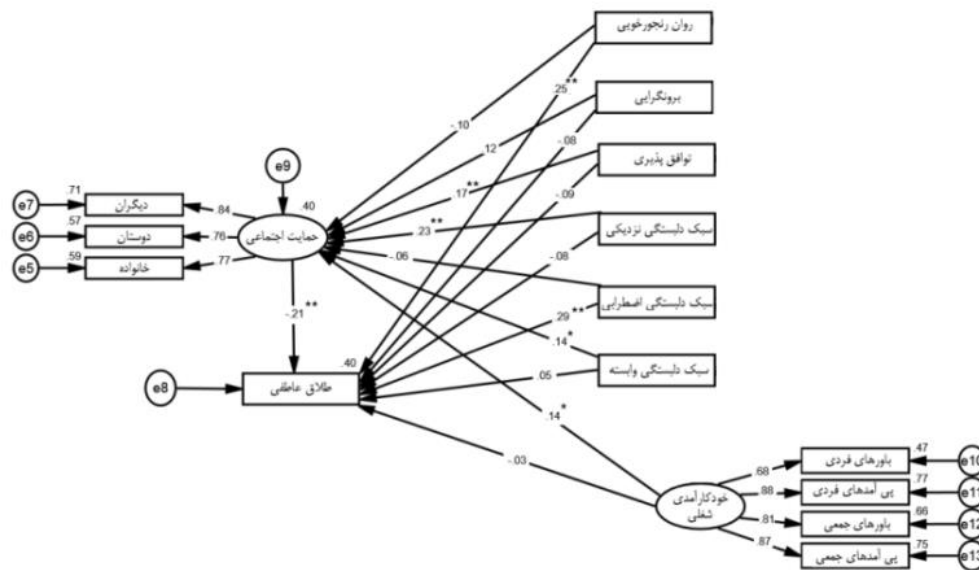 روان رنجورخویی
.25**
برونگرایی
-.10
-.08
.12
توافق پذیری
e9
.17**
-.09
.71
e7
دیگران
.84
.40
.57
e6
دوستان
.76
حمایت اجتماعی
.23**
سبک دلبستگی نزدیکی
.59
e5
خانواده
.77
-.06
-.08
-.21**
.29**
سبک دلبستگی اضطرابی
.14*
.40
e8
طلاق عاطفی
.05
سبک دلبستگی وابسته
.14*
-.03
.47
.68
باورهای فردی
e10
.77
.88
پی آمدهای فردی
e11
خودکارآمدی
شغلی
.66
.81
باورهای جمعی
e12
.75
.87
پی آمدهای جمعی
e13